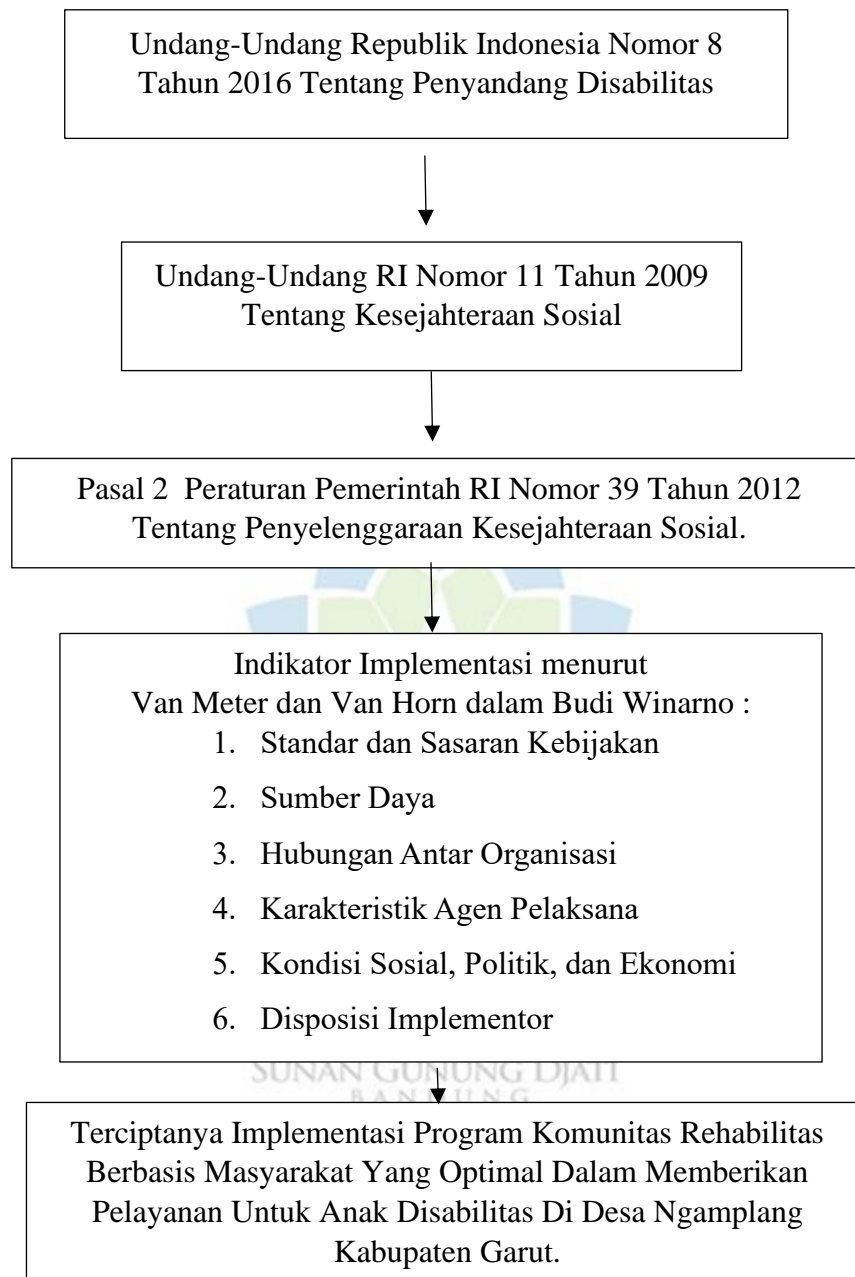 Undang-Undang Republik Indonesia Nomor 8
Tahun 2016 Tentang Penyandang Disabilitas
Undang-Undang RI Nomor 11 Tahun 2009
Tentang Kesejahteraan Sosial
Pasal 2 Peraturan Pemerintah RI Nomor 39 Tahun 2012
Tentang Penyelenggaraan Kesejahteraan Sosial.
Indikator Implementasi menurut
Van Meter dan Van Horn dalam Budi Winarno :
1. Standar dan Sasaran Kebijakan
2. Sumber Daya
3. Hubungan Antar Organisasi
4. Karakteristik Agen Pelaksana
5. Kondisi Sosial, Politik, dan Ekonomi
6. Disposisi Implementor
SUNAN GUNUNG DJATI
BANDUNG
Terciptanya Implementasi Program Komunitas Rehabilitas
Berbasis Masyarakat Yang Optimal Dalam Memberikan
Pelayanan Untuk Anak Disabilitas Di Desa Ngamplang
Kabupaten Garut.